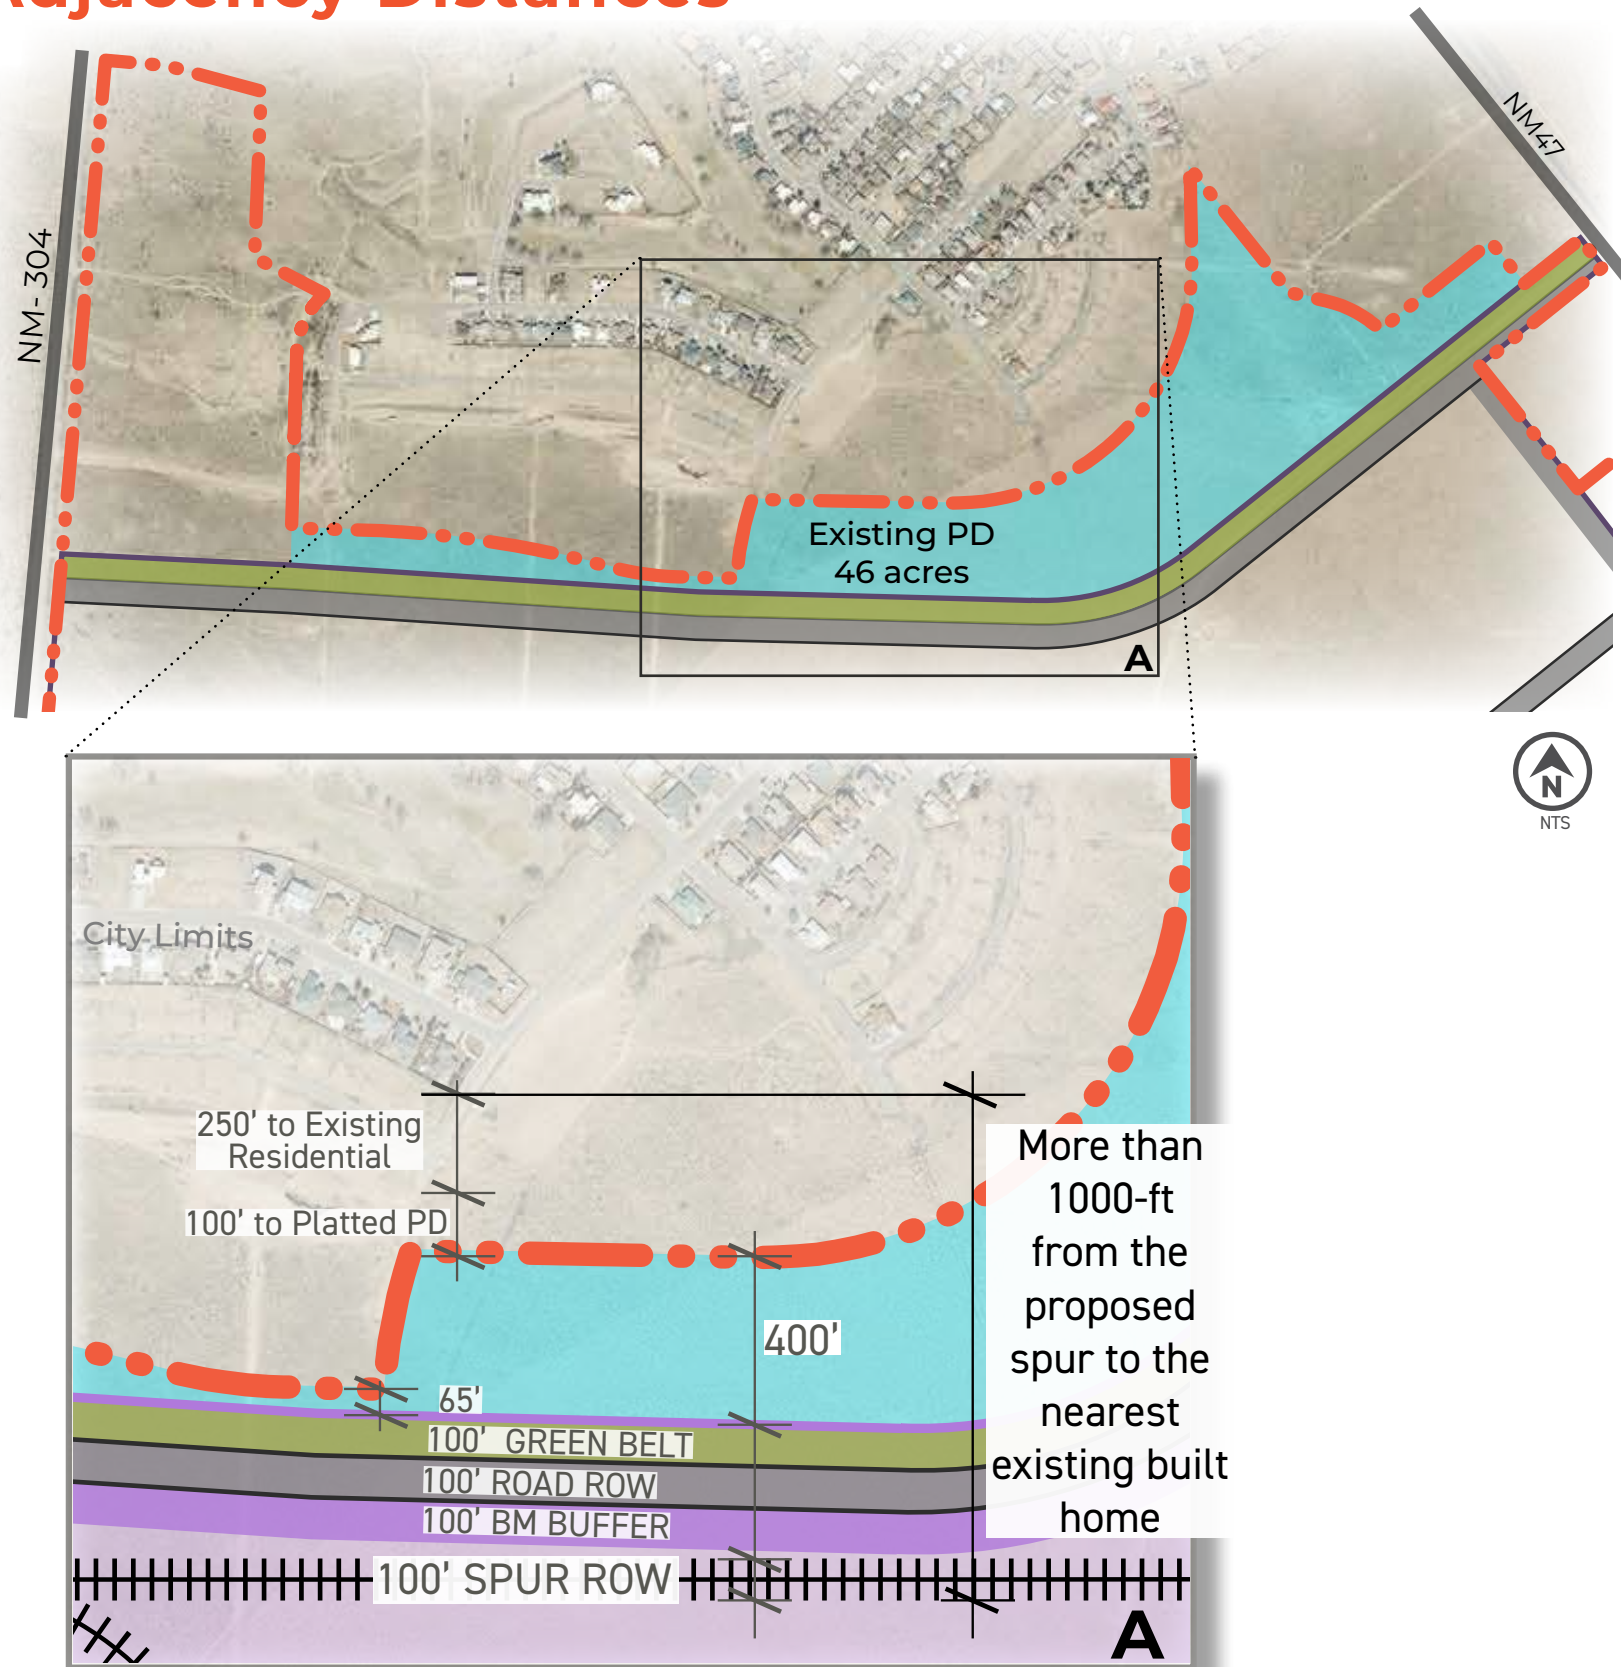 Adjacency Distances
NM47
NM- 304
Existing PD
46 acres
A
N
NTS
City Limits
250' to Existing
Residential
100' to Platted PD
More than
1000-ft
from the
proposed
spur to the
nearest
existing built
home
400'
65'
100' GREEN BELT
100' ROAD ROW
100' BM BUFFER
100' SPUR ROW
A